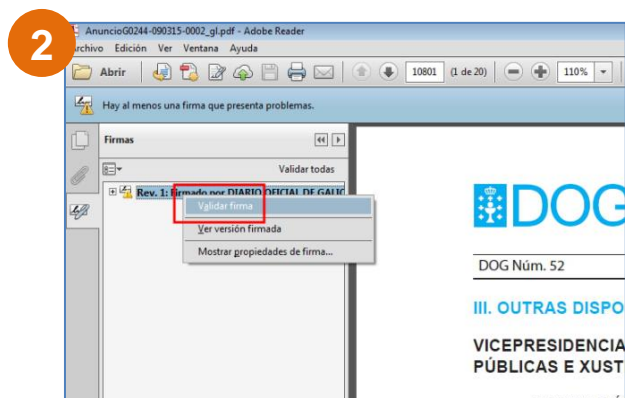 2
AnuncioG0244-090315-0002_gl.pdf - Adobe Reader
Archivo Edición Ver Ventana Ayuda
Abrir 10801 (1 de 20) 110%
Hay al menos una firma que presenta problemas.
Firmas
Validar todas
Rev. 1: Firmado por DIARIO OFICIAL DE GALIC
Validar firma
Ver versión firmada
Mostrar propiedades de firma...
DOG
DOG Núm. 52
III. OUTRAS DISPO
VICEPRESIDENCIA
PÚBLICAS E XUST